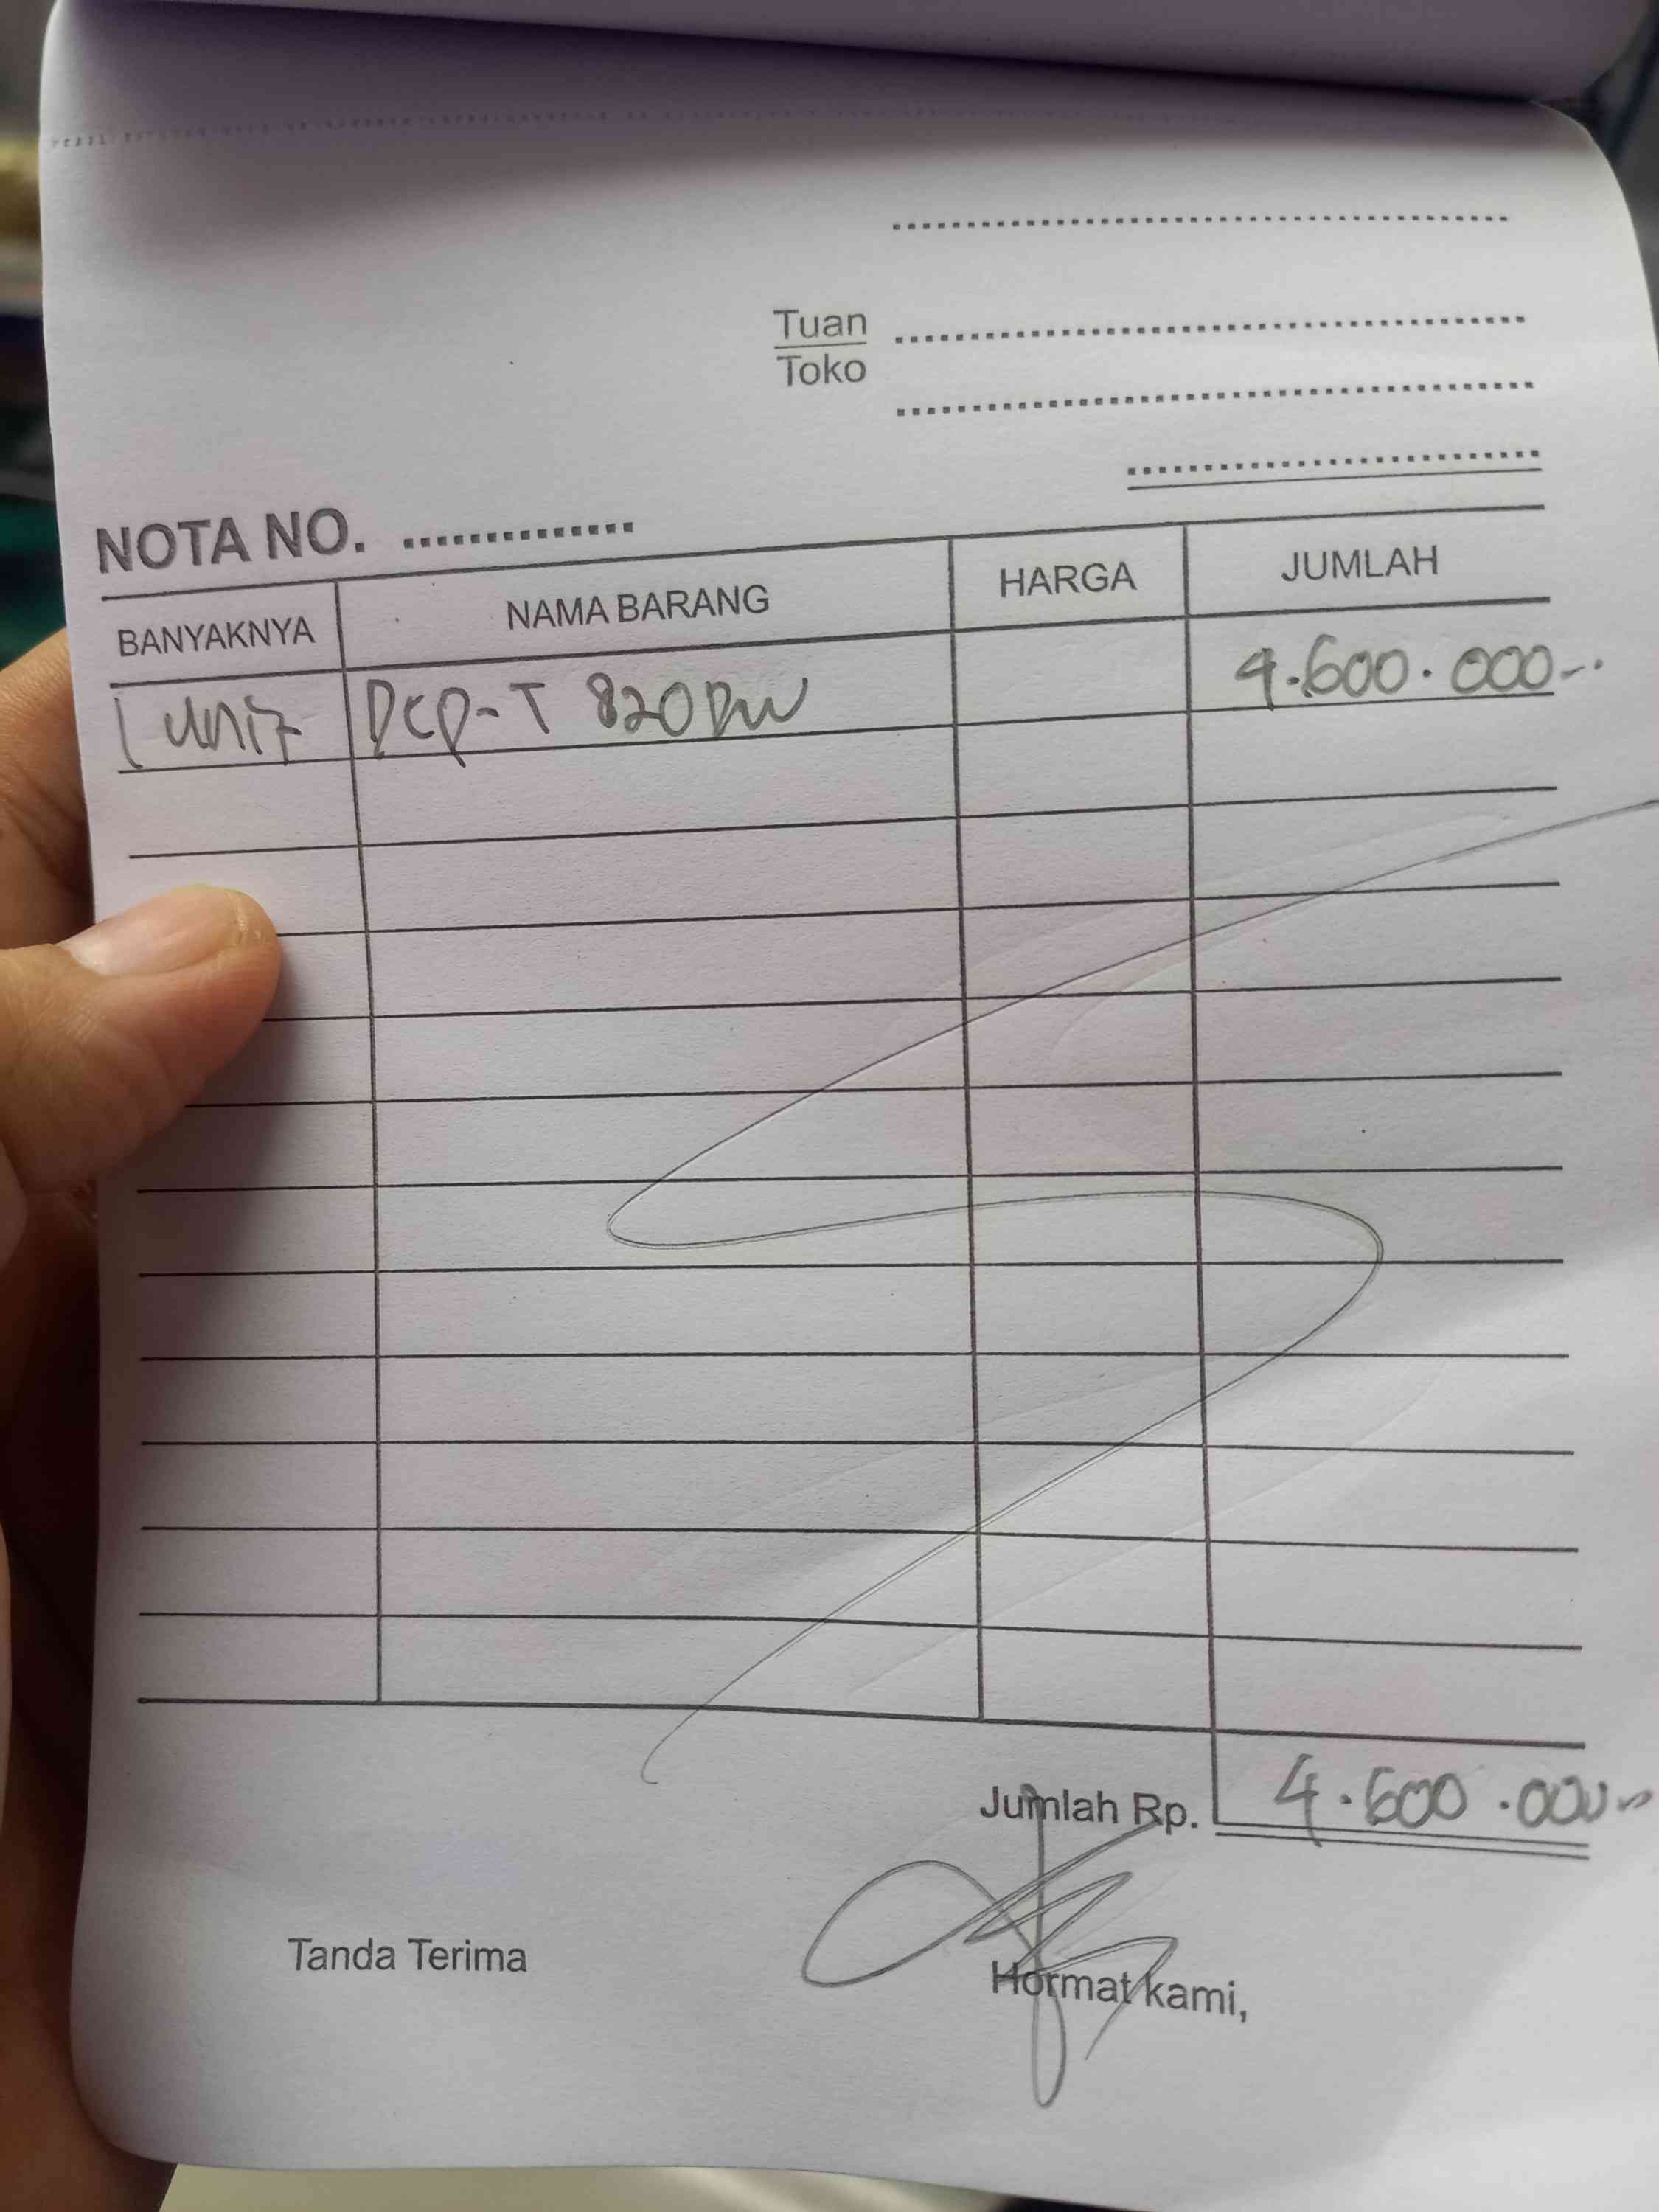 Tuan
Toko
NOTA NO. ..............
BANYAKNYA NAMA BARANG HARGA JUMLAH
1 unit DCP-T 820DW 4.600.000-.
Jumlah Rp. 4.600.000-
Tanda Terima Hormat kami,